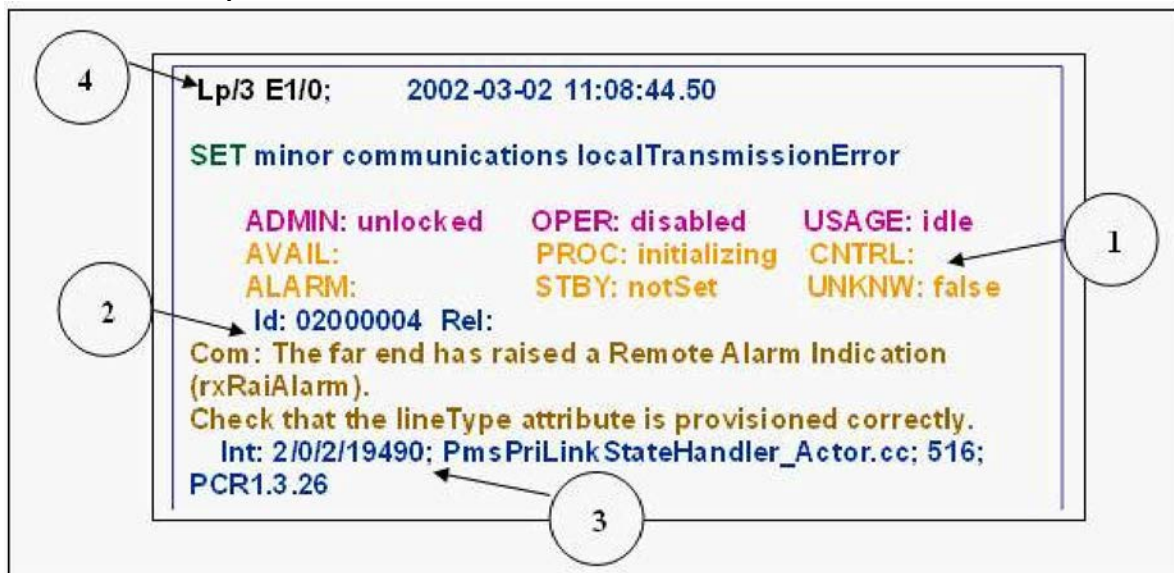 4
Lp/3 E1/0; 2002-03-02 11:08:44.50
SET minor communications localTransmissionError
ADMIN: unlocked OPER: disabled USAGE: idle
AVAIL: PROC: initializing CNTRL:
1
ALARM: STBY: notSet UNKNW: false
2
Id: 02000004 Rel:
Com: The far end has raised a Remote Alarm Indication
(rxRaiAlarm).
Check that the lineType attribute is provisioned correctly.
Int: 2/0/2/19490; PmsPriLinkStateHandler_Actor.cc; 516;
PCR1.3.26
3